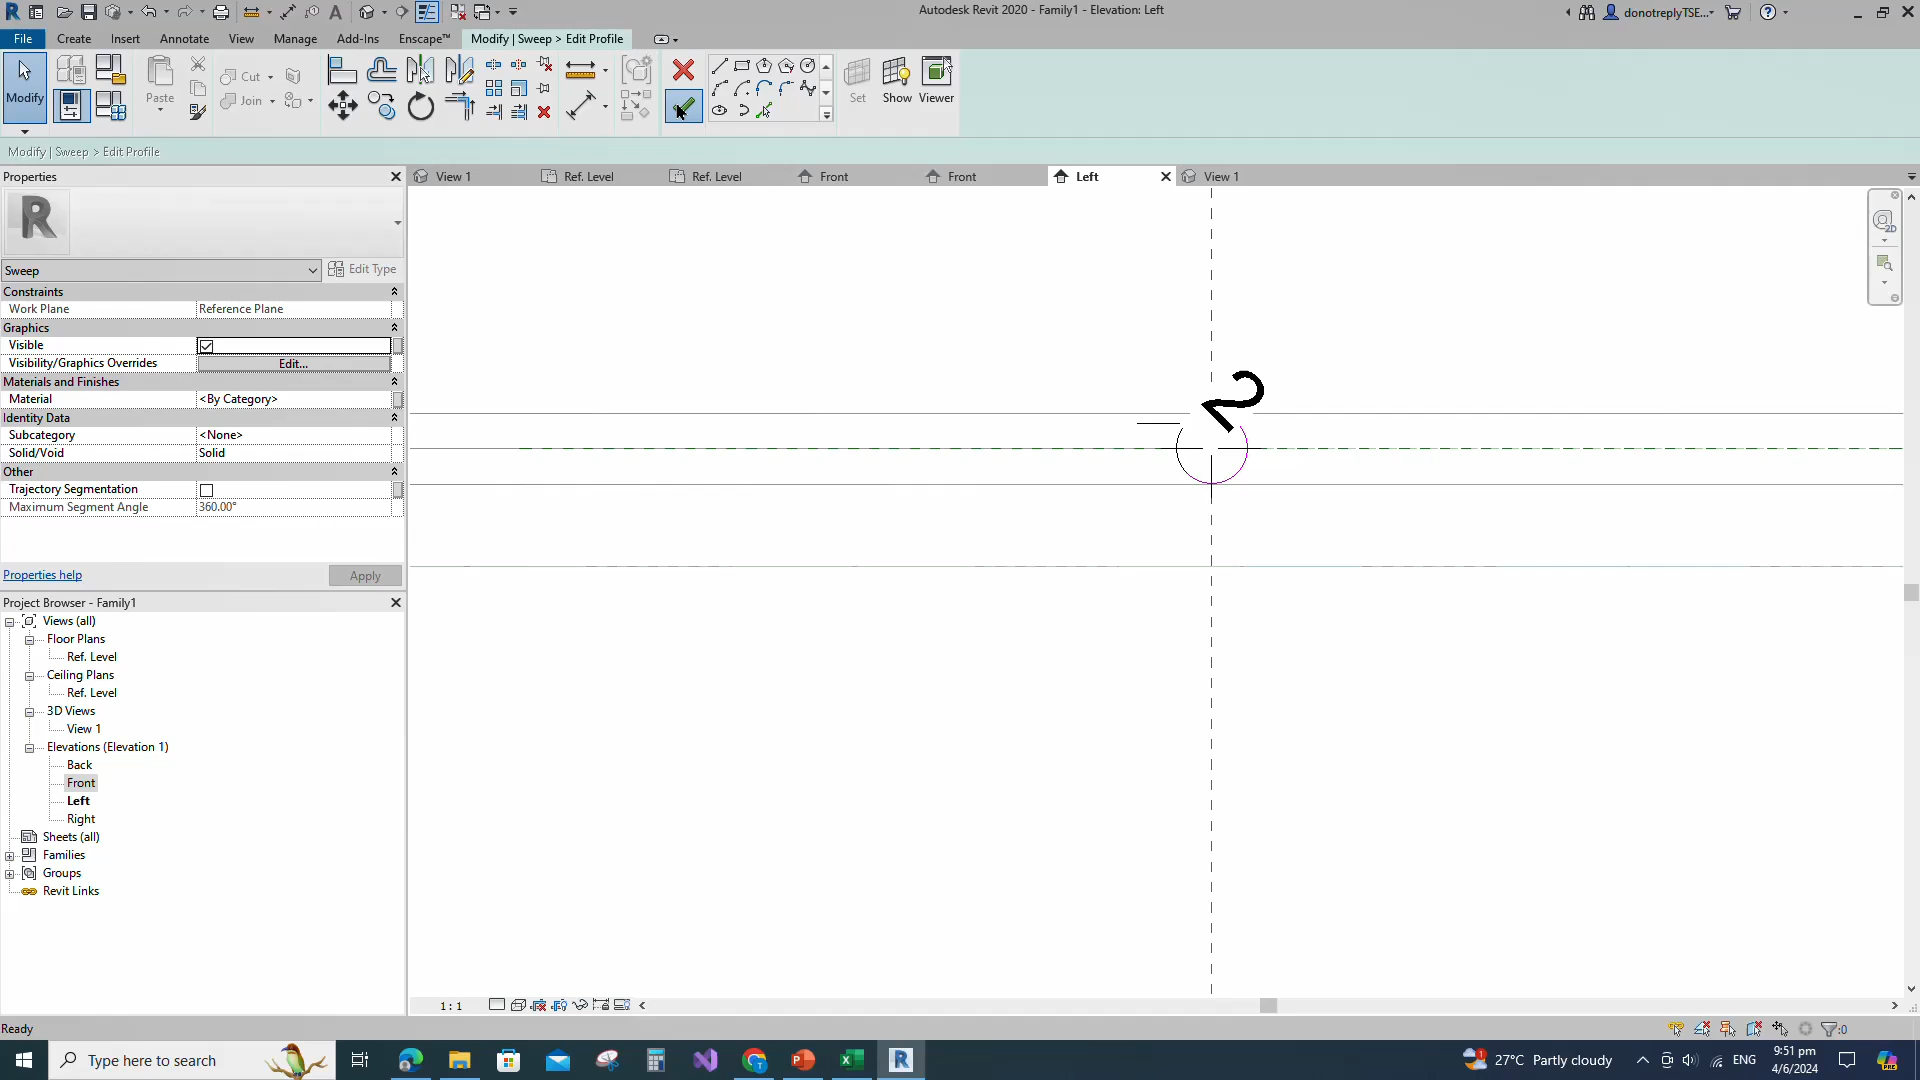 Autodesk Revit 2020 - Family1 - Elevation: Left
donotreplyTSE...
File Create Insert Annotate View Manage Add-Ins Enscape™ Modify | Sweep > Edit Profile
Modify
Paste
Cut
Join
Set
Show
Viewer
Modify | Sweep > Edit Profile
Properties
View 1
Ref. Level
Ref. Level
Front
Front
Left
View 1
R
2D
Sweep
Edit Type
Constraints
Work Plane Reference Plane
Graphics
Visible
Visibility/Graphics Overrides Edit...
Materials and Finishes
Material <By Category>
Identity Data
Subcategory <None>
Solid/Void Solid
Other
Trajectory Segmentation
Maximum Segment Angle 360.00°
2
Properties help
Apply
Project Browser - Family1
Views (all)
Floor Plans
Ref. Level
Ceiling Plans
Ref. Level
3D Views
View 1
Elevations (Elevation 1)
Back
Front
Left
Right
Sheets (all)
Families
Groups
Revit Links
1 : 1
Ready
:0
Type here to search
27°C Partly cloudy
ENG
9:51 pm
4/6/2024